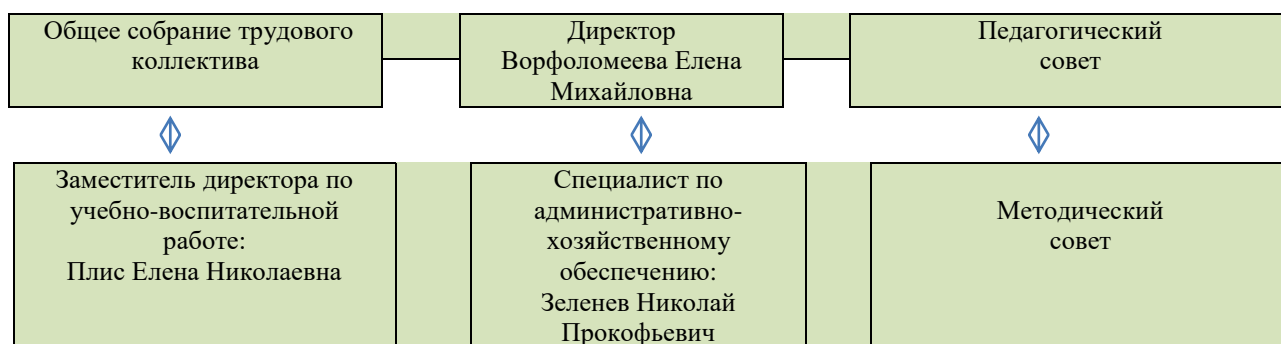 Общее собрание трудового
коллектива
Директор
Ворфоломеева Елена
Михайловна
Педагогический
совет
Заместитель директора по
учебно-воспитательной
работе:
Плис Елена Николаевна
Специалист по
административно-
хозяйственному
обеспечению:
Зеленев Николай
Прокофьевич
Методический
совет